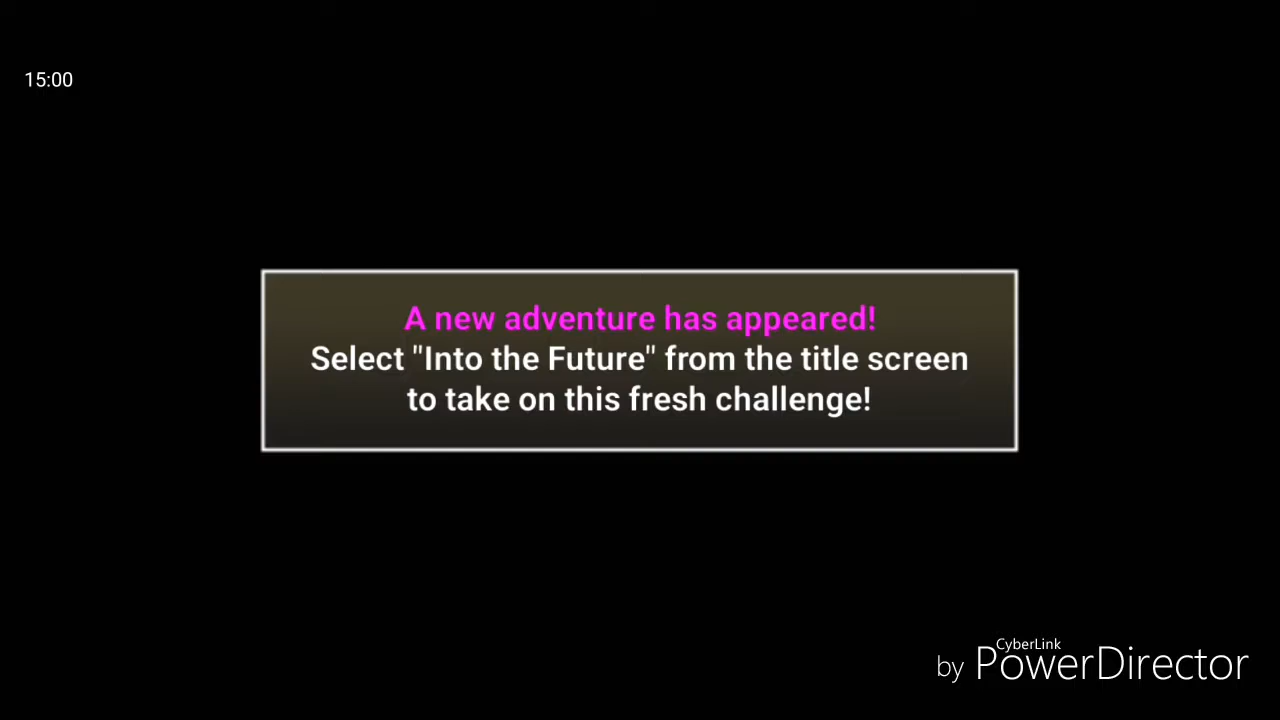 15:00
A new adventure has appeared!
Select "Into the Future" from the title screen
to take on this fresh challenge!
CyberLink
by PowerDirector